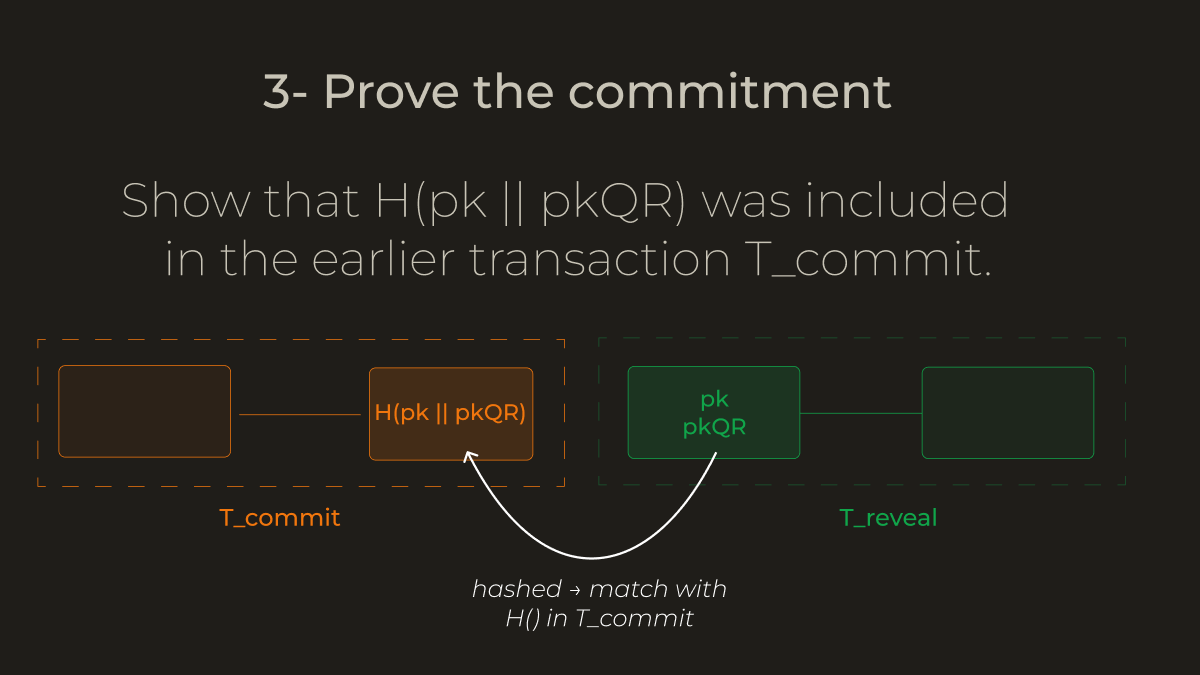 3- Prove the commitment
Show that H(pk || pkQR) was included
in the earlier transaction T_commit.
H(pk || pkQR)
pk
pkQR
T_commit
T_reveal
hashed → match with
H() in T_commit